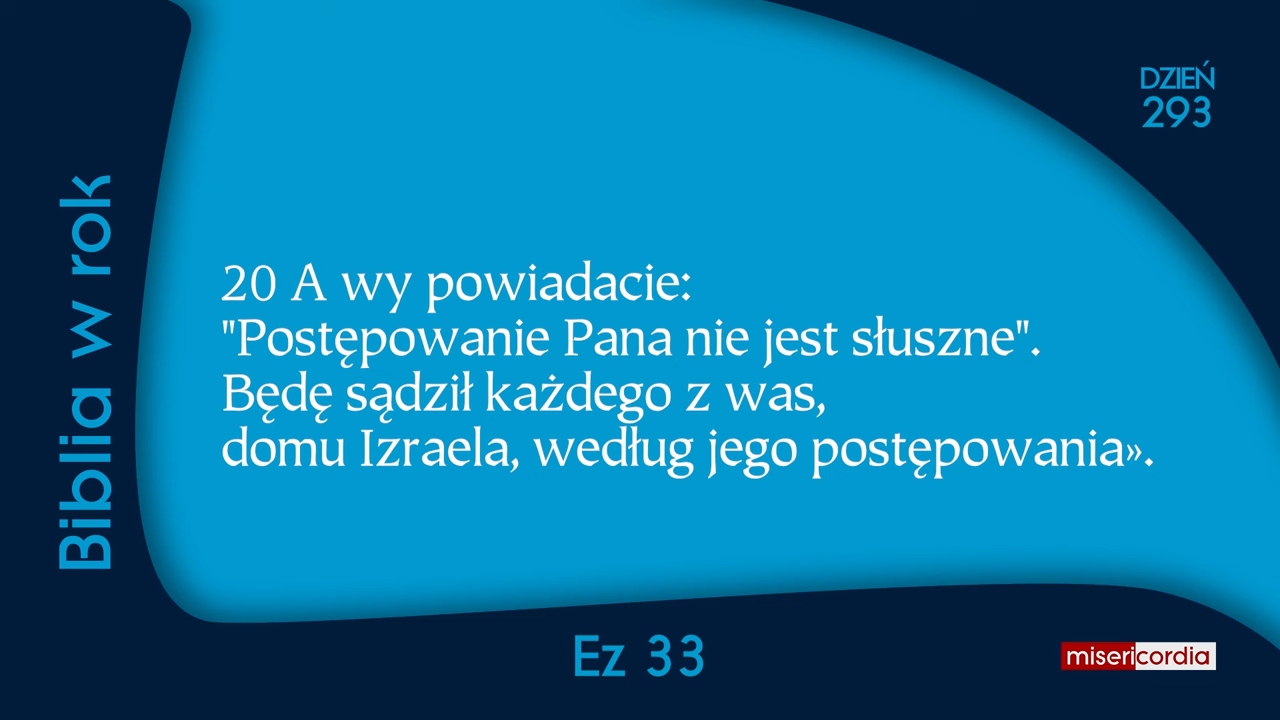 DZIEŃ
293
Biblia w rok
20 A wy powiadacie:
"Postępowanie Pana nie jest słuszne".
Będę sądził każdego z was,
domu Izraela, według jego postępowania».
Ez 33
misericordia